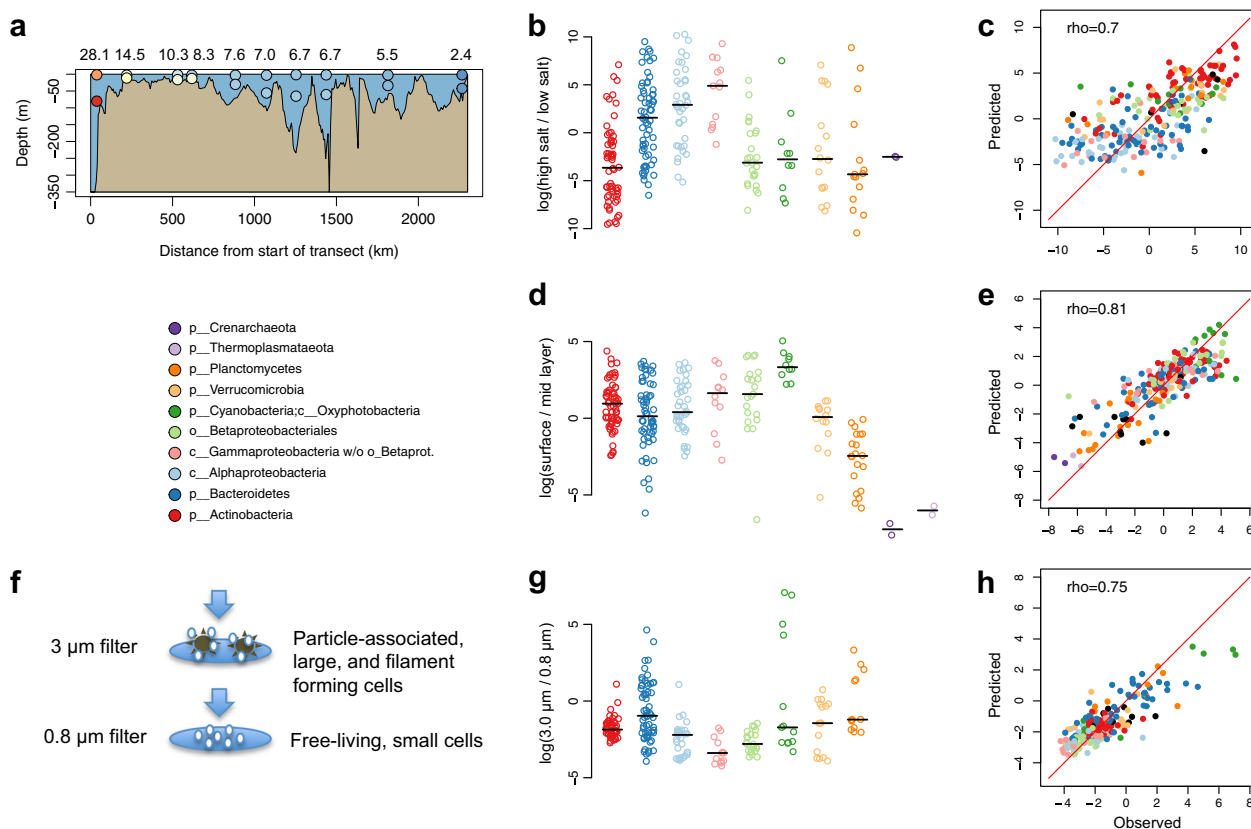 a
28.1 14.5 10.3 8.3 7.6 7.0 6.7 6.7 5.5 2.4
Depth (m)
−50
−200
−350
0 500 1000 1500 2000
Distance from start of transect (km)
b
log(high salt / low salt)
10
5
0
−5
−10
c
rho=0.7
Predicted
10
5
0
−5
−10
−10 −5 0 5 10
p__Crenarchaeota
p__Thermoplasmataeota
p__Planctomycetes
p__Verrucomicrobia
p__Cyanobacteria;c__Oxyphotobacteria
o__Betaproteobacteriales
c__Gammaproteobacteria w/o o_Betaprot.
c__Alphaproteobacteria
p__Bacteroidetes
p__Actinobacteria
d
log(surface / mid layer)
5
0
−5
e
rho=0.81
Predicted
6
4
2
0
−2
−4
−6
−8
−8 −6 −4 −2 0 2 4 6
f
3 µm filter
Particle-associated,
large, and filament
forming cells
0.8 µm filter
Free-living, small cells
g
log(3.0 µm / 0.8 µm)
5
0
−5
h
rho=0.75
Predicted
8
6
4
2
0
−2
−4
−4 −2 0 2 4 6 8
Observed